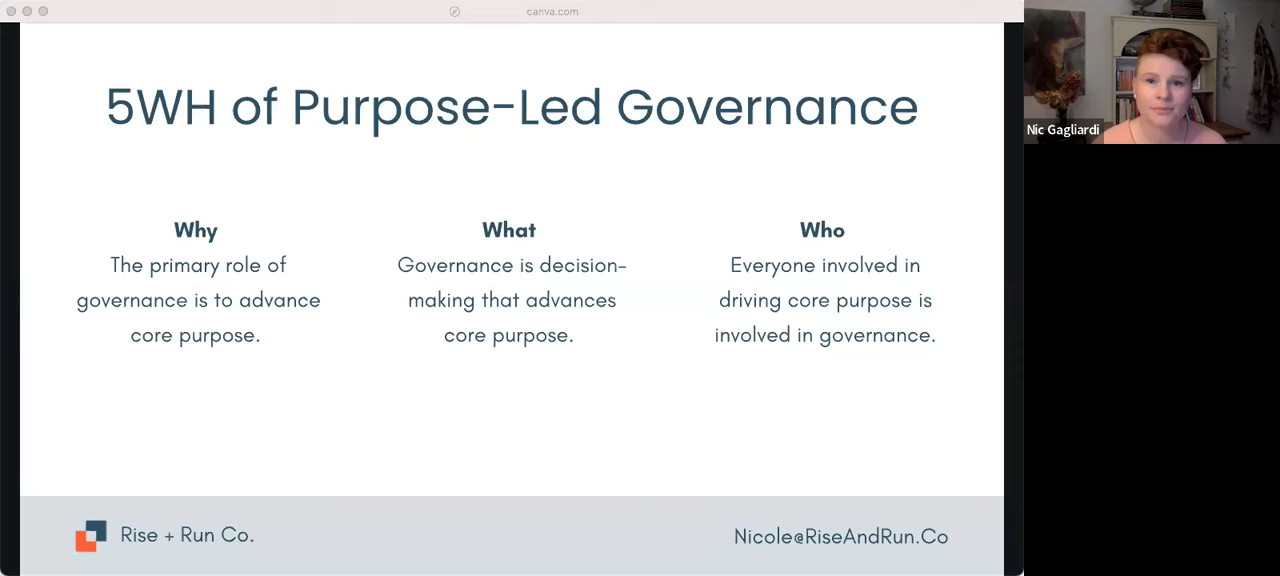 canva.com
5WH of Purpose-Led Governance
Why
The primary role of
governance is to advance
core purpose.
What
Governance is decision-
making that advances
core purpose.
Who
Everyone involved in
driving core purpose is
involved in governance.
Rise + Run Co.
Nicole@RiseAndRun.Co
Nic Gagliardi